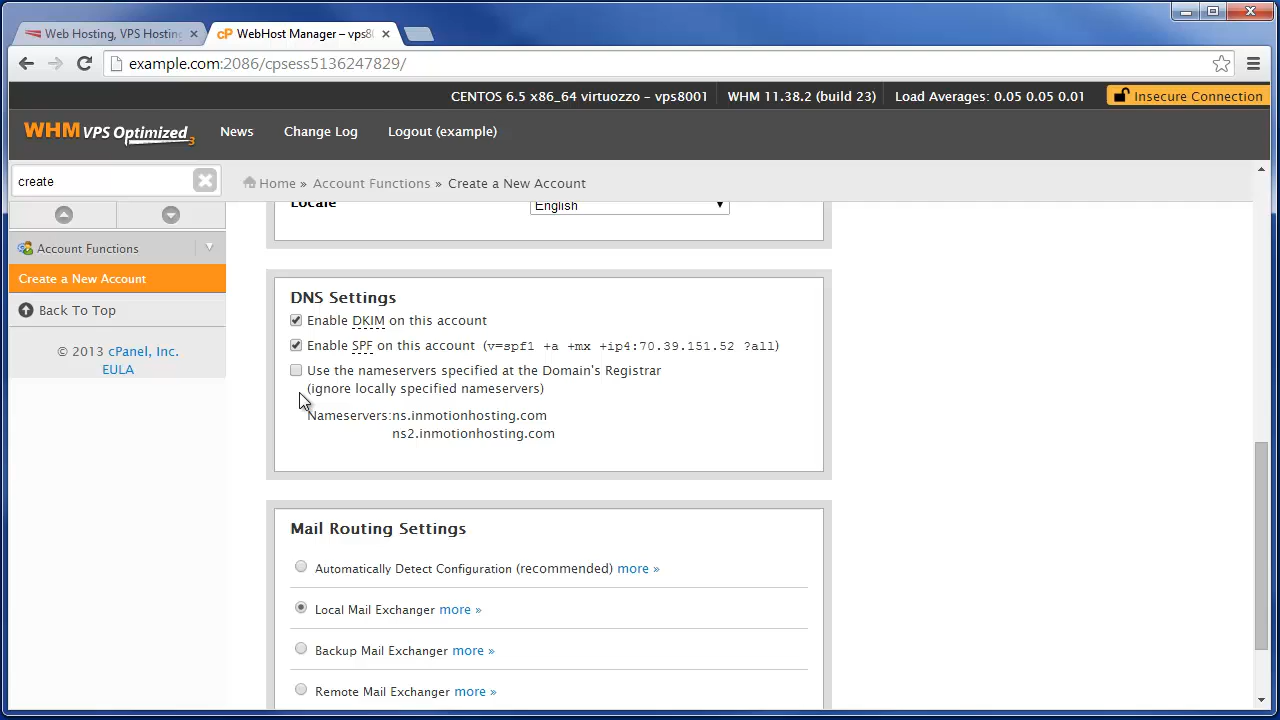 Web Hosting, VPS Hosting
cP WebHost Manager – vps8
example.com:2086/cpsess5136247829/
CENTOS 6.5 x86_64 virtuozzo – vps8001 WHM 11.38.2 (build 23) Load Averages: 0.05 0.05 0.01 Insecure Connection
WHM VPS Optimized 3 News Change Log Logout (example)
create
Home » Account Functions » Create a New Account
Account Functions
Create a New Account
Back To Top
© 2013 cPanel, Inc.
EULA
Locale English
DNS Settings
Enable DKIM on this account
Enable SPF on this account (v=spf1 +a +mx +ip4:70.39.151.52 ?all)
Use the nameservers specified at the Domain's Registrar
(ignore locally specified nameservers)
Nameservers: ns.inmotionhosting.com
ns2.inmotionhosting.com
Mail Routing Settings
Automatically Detect Configuration (recommended) more »
Local Mail Exchanger more »
Backup Mail Exchanger more »
Remote Mail Exchanger more »